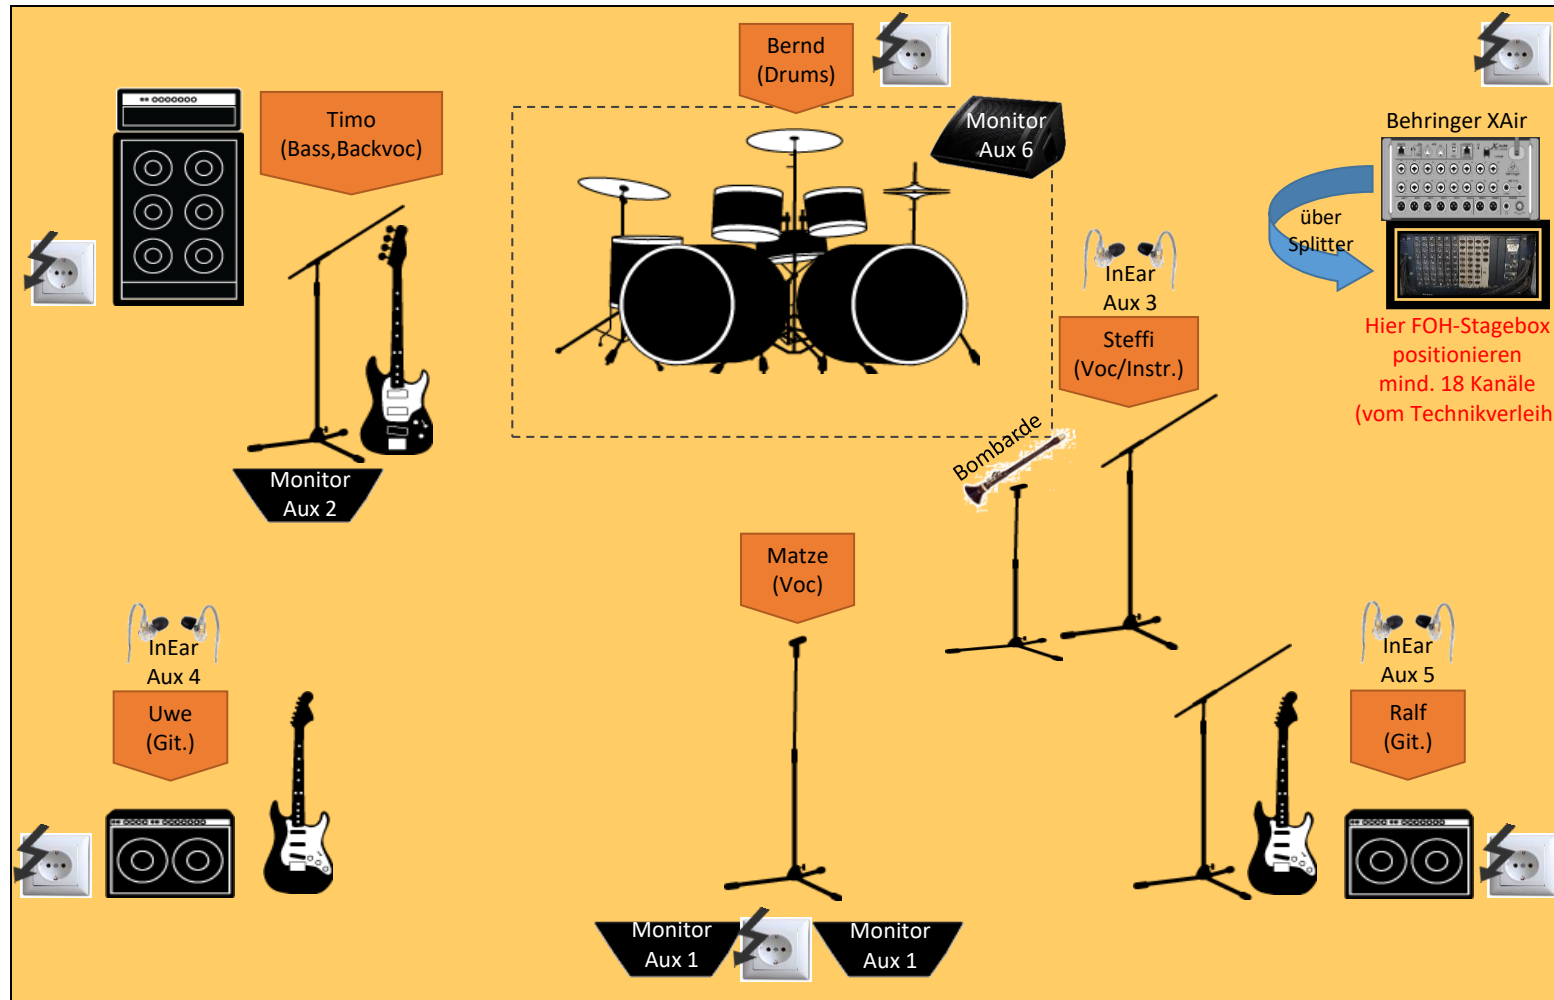 Bernd
(Drums)
Timo
(Bass,Backvoc)
Monitor
Aux 6
Behringer XAir
über
Splitter
InEar
Aux 3
Steffi
(Voc/Instr.)
Hier FOH-Stagebox
positionieren
mind. 18 Kanäle
(vom Technikverleih
Bombarde
Monitor
Aux 2
Matze
(Voc)
InEar
Aux 4
Uwe
(Git.)
InEar
Aux 5
Ralf
(Git.)
Monitor
Aux 1
Monitor
Aux 1